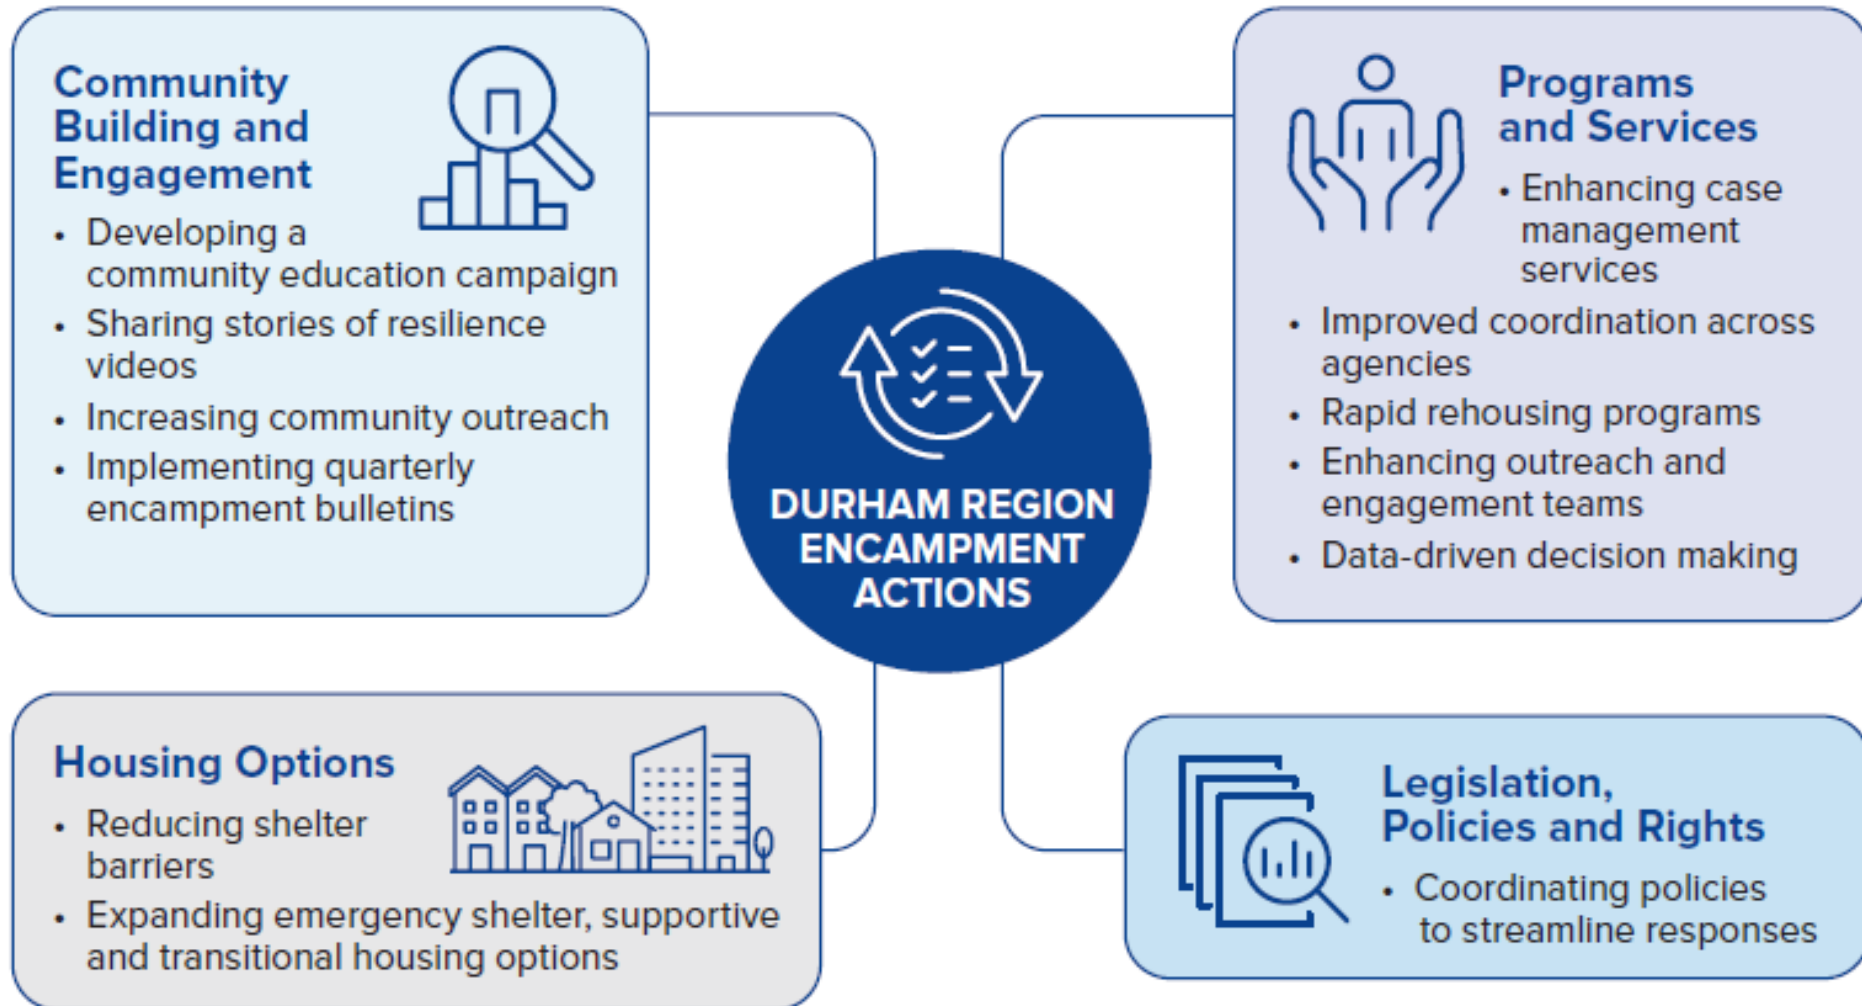 Community
Building and
Engagement
• Developing a
community education campaign
• Sharing stories of resilience
videos
• Increasing community outreach
• Implementing quarterly
encampment bulletins
Programs
and Services
• Enhancing case
management
services
• Improved coordination across
agencies
• Rapid rehousing programs
• Enhancing outreach and
engagement teams
• Data-driven decision making
DURHAM REGION
ENCAMPMENT
ACTIONS
Housing Options
• Reducing shelter
barriers
• Expanding emergency shelter, supportive
and transitional housing options
Legislation,
Policies and Rights
• Coordinating policies
to streamline responses